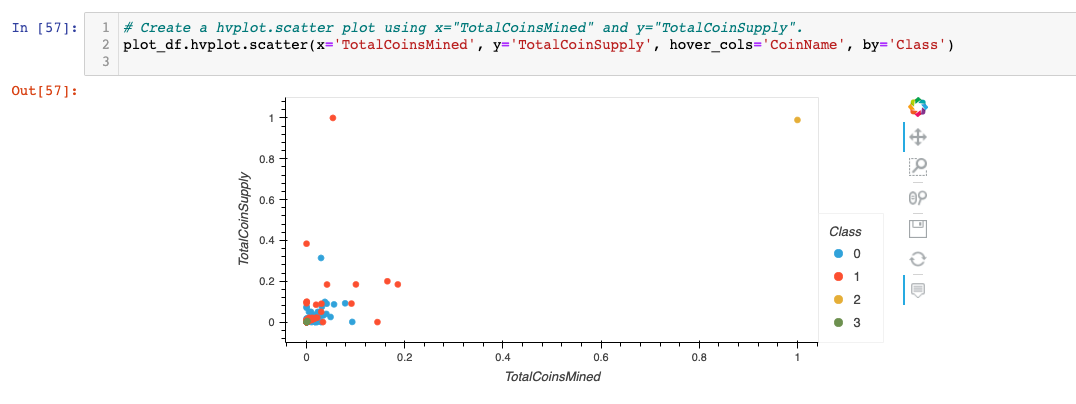 In [57]:
1 # Create a hvplot.scatter plot using x="TotalCoinsMined" and y="TotalCoinSupply".
2 plot_df.hvplot.scatter(x='TotalCoinsMined', y='TotalCoinSupply', hover_cols='CoinName', by='Class')
3
Out[57]:
1
0.8
0.6
0.4
0.2
0
TotalCoinSupply
0 0.2 0.4 0.6 0.8 1
TotalCoinsMined
Class
0
1
2
3